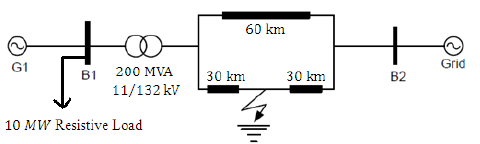 60 km
G1
B1
200 MVA
11/132 kV
30 km
30 km
B2
Grid
10 MW Resistive Load